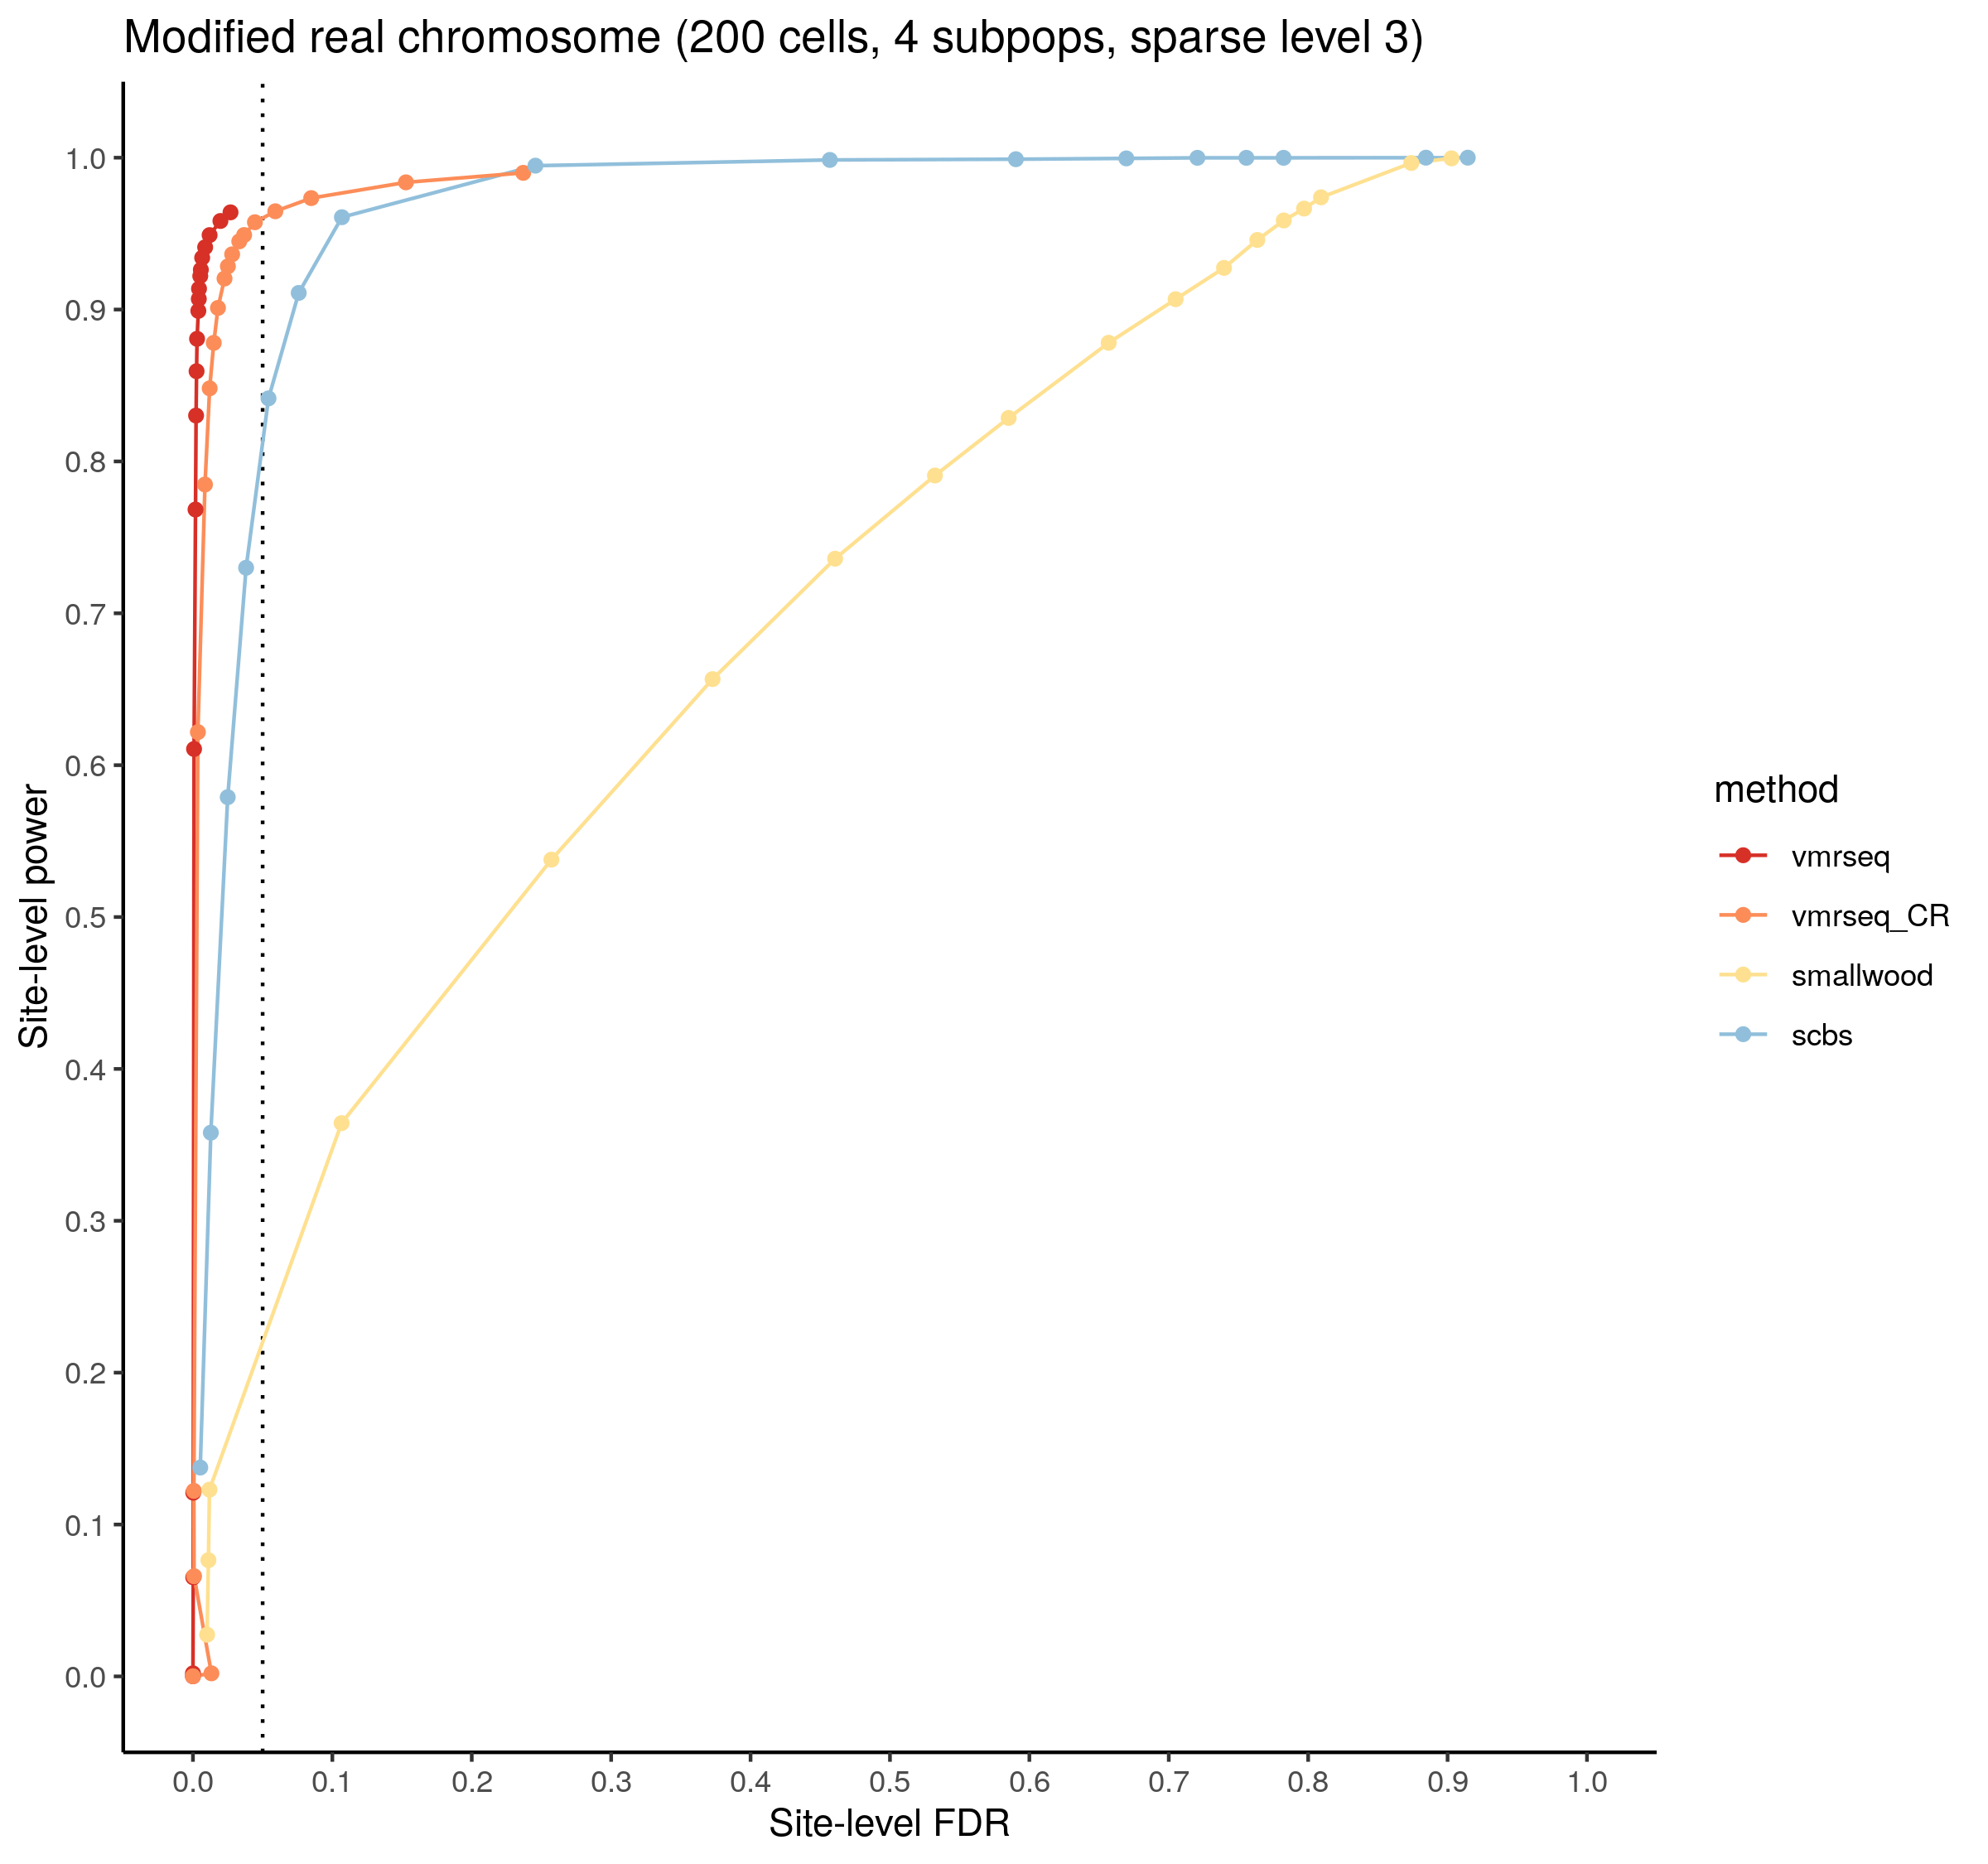 Modified real chromosome (200 cells, 4 subpops, sparse level 3)
Site-level power
1.0
0.9
0.8
0.7
0.6
0.5
0.4
0.3
0.2
0.1
0.0
0.0 0.1 0.2 0.3 0.4 0.5 0.6 0.7 0.8 0.9 1.0
Site-level FDR
method
vmrseq
vmrseq_CR
smallwood
scbs